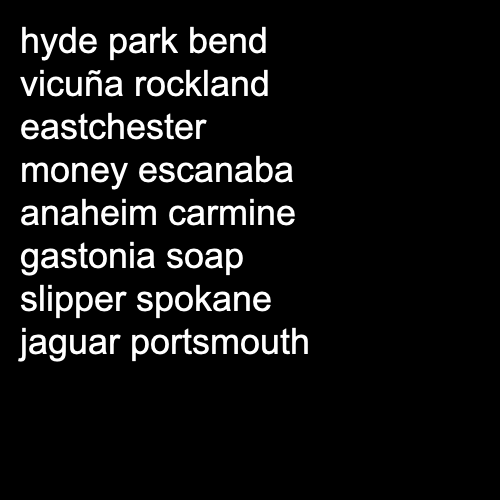 hyde park bend
vicuña rockland
eastchester
money escanaba
anaheim carmine
gastonia soap
slipper spokane
jaguar portsmouth